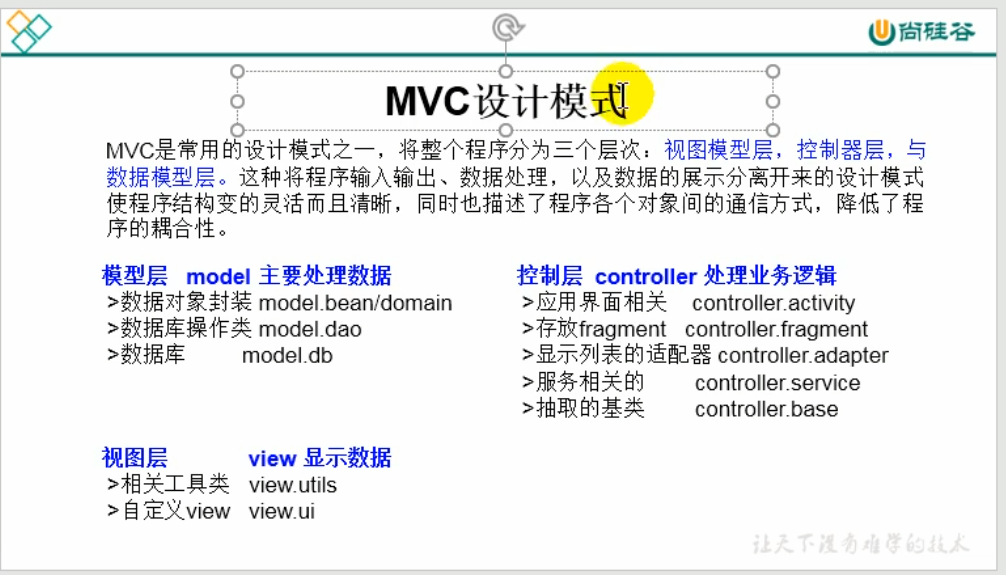 尚硅谷
MVC设计模式
MVC是常用的设计模式之一，将整个程序分为三个层次：视图模型层，控制器层，与
数据模型层。这种将程序输入输出、数据处理，以及数据的展示分离开来的设计模式
使程序结构变的灵活而且清晰，同时也描述了程序各个对象间的通信方式，降低了程
序的耦合性。
模型层 model 主要处理数据
>数据对象封装 model.bean/domain
>数据库操作类 model.dao
>数据库 model.db
控制层 controller 处理业务逻辑
>应用界面相关 controller.activity
>存放fragment controller.fragment
>显示列表的适配器 controller.adapter
>服务相关的 controller.service
>抽取的基类 controller.base
视图层 view 显示数据
>相关工具类 view.utils
>自定义view view.ui
让天下没有难学的技术